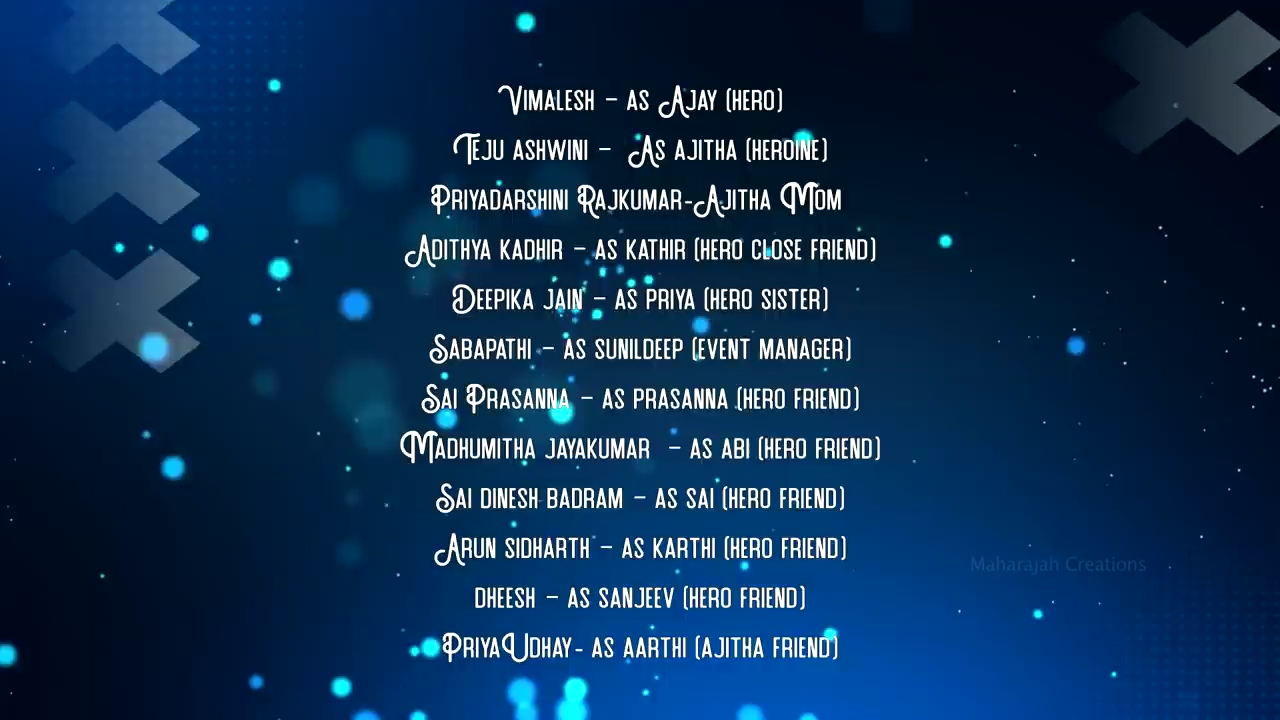 Vimalesh – as Ajay (hero)
Teju ashwini – As ajitha (heroine)
Priyadarshini Rajkumar-Ajitha Mom
Adithya kadhir – as kathir (hero close friend)
Deepika jain – as priya (hero sister)
Sabapathi – as sunildeep (event manager)
Sai Prasanna – as prasanna (hero friend)
Madhumitha jayakumar – as abi (hero friend)
Sai dinesh badram – as sai (hero friend)
Arun sidharth – as karthi (hero friend)
Maharajah Creations
dheesh – as sanjeev (hero friend)
PriyaUdhay- as aarthi (ajitha friend)